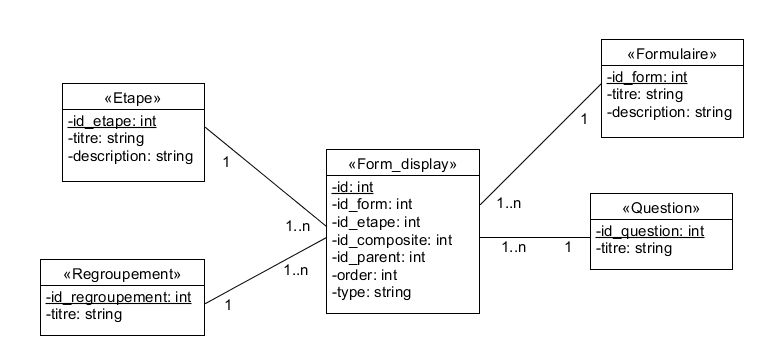 «Formulaire»
-id_form: int
-titre: string
-description: string
1
«Etape»
-id_etape: int
-titre: string
-description: string
1
«Form_display»
-id: int
-id_form: int
-id_etape: int
-id_composite: int
-id_parent: int
-order: int
-type: string
1..n
1..n
1..n
1..n
1
«Question»
-id_question: int
-titre: string
«Regroupement»
-id_regroupement: int
-titre: string
1